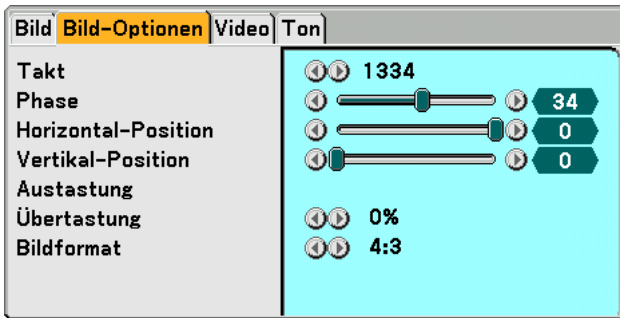 Bild Bild-Optionen Video Ton
Takt 1334
Phase 34
Horizontal-Position 0
Vertikal-Position 0
Austastung
Übertastung 0%
Bildformat 4:3